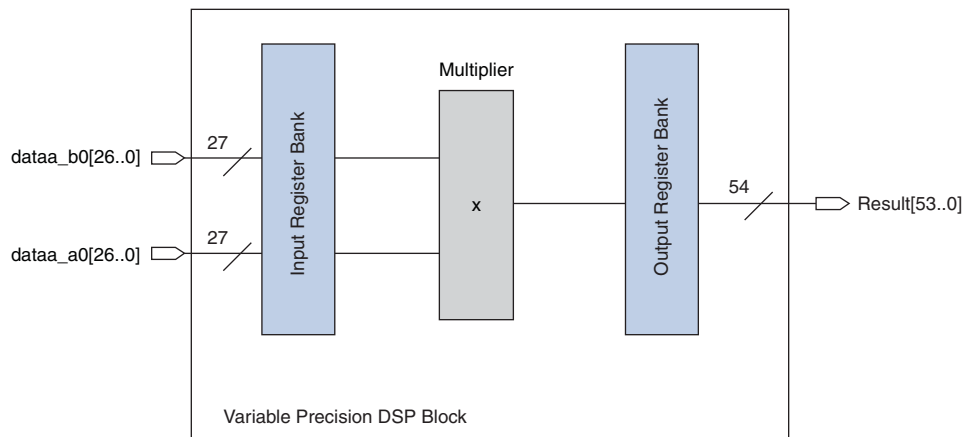 Multiplier
dataa_b0[26..0]
27
Input Register Bank
x
Output Register Bank
54
Result[53..0]
dataa_a0[26..0]
27
Variable Precision DSP Block